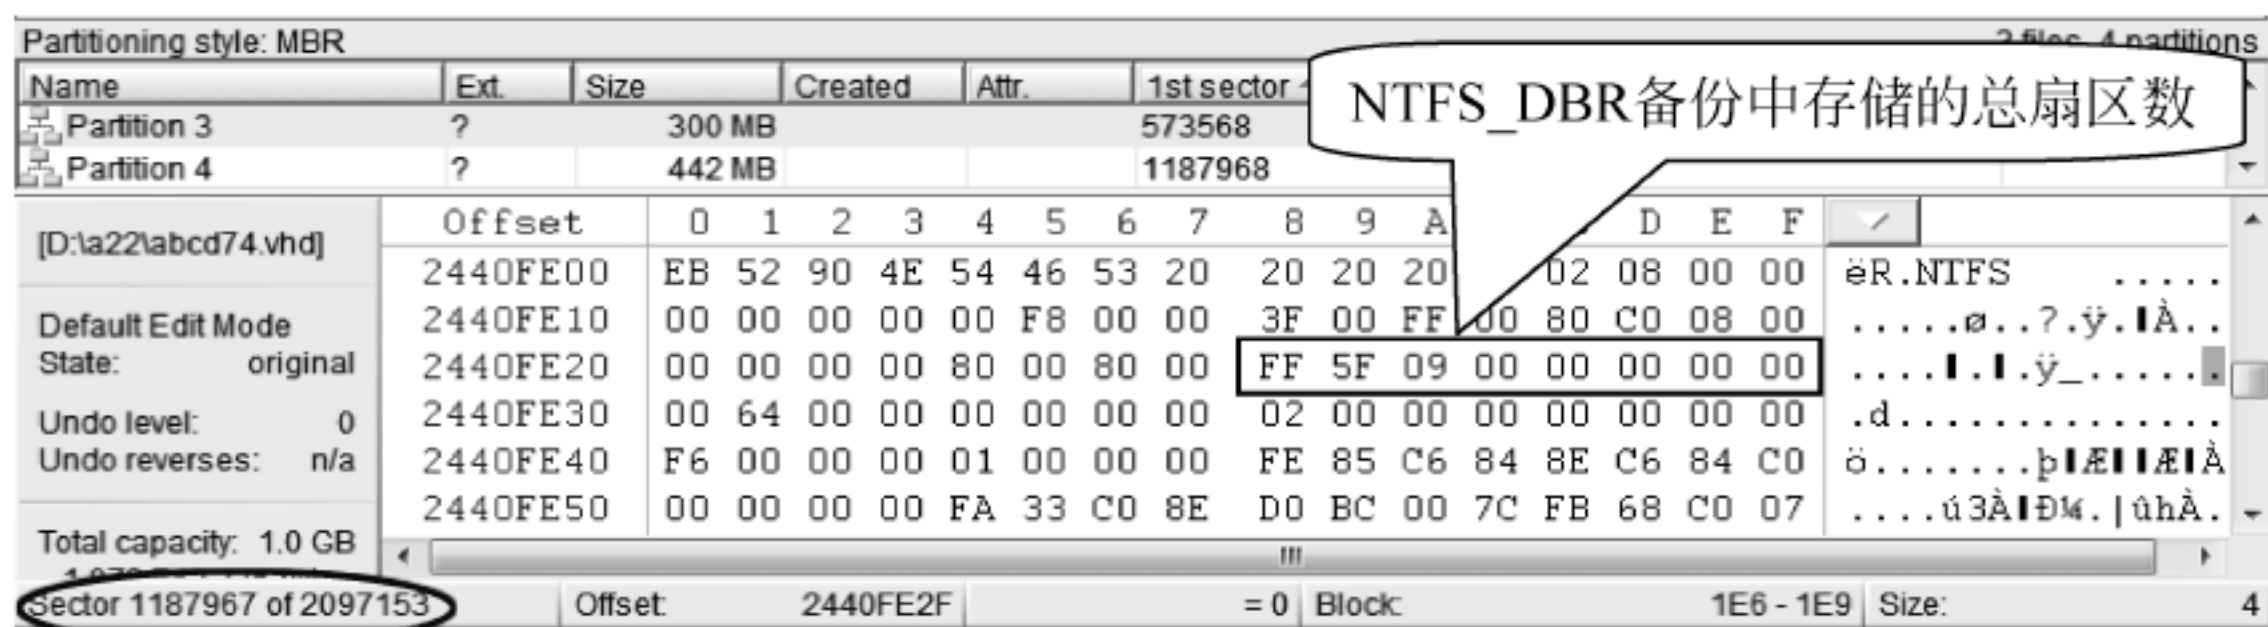 Partitioning style: MBR
2 files, 4 partitions
Name Ext. Size Created Attr. 1st sector
Partition 3 ? 300 MB 573568
Partition 4 ? 442 MB 1187968
NTFS_DBR备份中存储的总扇区数
[D:\a22\abcd74.vhd]
Default Edit Mode
State: original
Undo level: 0
Undo reverses: n/a
Total capacity: 1.0 GB
Offset 0 1 2 3 4 5 6 7 8 9 A D E F
2440FE00 EB 52 90 4E 54 46 53 20 20 20 20 02 08 00 00 ëR.NTFS .....
2440FE10 00 00 00 00 00 F8 00 00 3F 00 FF 00 80 C0 08 00 .....ø..?.ÿ.▮À..
2440FE20 00 00 00 00 80 00 80 00 FF 5F 09 00 00 00 00 00 ....▮.▮.ÿ_......
2440FE30 00 64 00 00 00 00 00 00 02 00 00 00 00 00 00 00 .d..............
2440FE40 F6 00 00 00 01 00 00 00 FE 85 C6 84 8E C6 84 C0 ö.......þ▮Æ▮▮Æ▮À
2440FE50 00 00 00 00 FA 33 C0 8E D0 BC 00 7C FB 68 C0 07 ....ú3À▮Ð¼.|ûhÀ.
Sector 1187967 of 2097153 Offset: 2440FE2F = 0 Block: 1E6 - 1E9 Size: 4